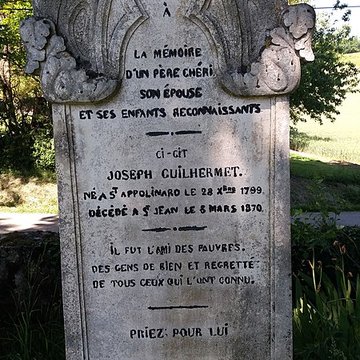 À
LA MÉMOIRE
D'UN PÈRE CHÉRI
SON ÉPOUSE
ET SES ENFANTS RECONNAISSANTS
CI-GÎT
JOSEPH GUILHERMET.
NÉ A ST APPOLINARD LE 28 XBRE 1799.
DÉCÉDÉ A ST JEAN LE 5 MARS 1870.
IL FUT L'AMI DES PAUVRES,
DES GENS DE BIEN ET REGRETTÉ
DE TOUS CEUX QUI L'ONT CONNU.
PRIEZ POUR LUI